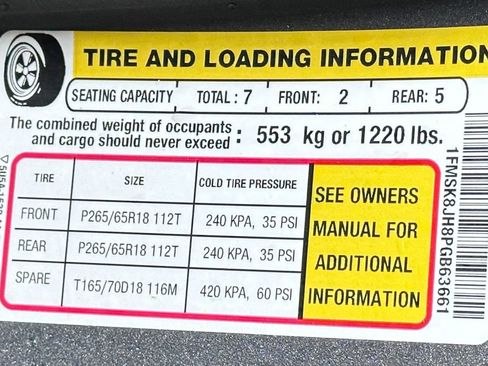 TIRE AND LOADING INFORMATION
SEATING CAPACITY TOTAL : 7 FRONT: 2 REAR: 5
The combined weight of occupants
and cargo should never exceed : 553 kg or 1220 lbs.
TIRE SIZE COLD TIRE PRESSURE
FRONT P265/65R18 112T 240 KPA, 35 PSI
REAR P265/65R18 112T 240 KPA, 35 PSI
SPARE T165/70D18 116M 420 KPA, 60 PSI
SEE OWNERS
MANUAL FOR
ADDITIONAL
INFORMATION
1FMSK8JH8PGB63661